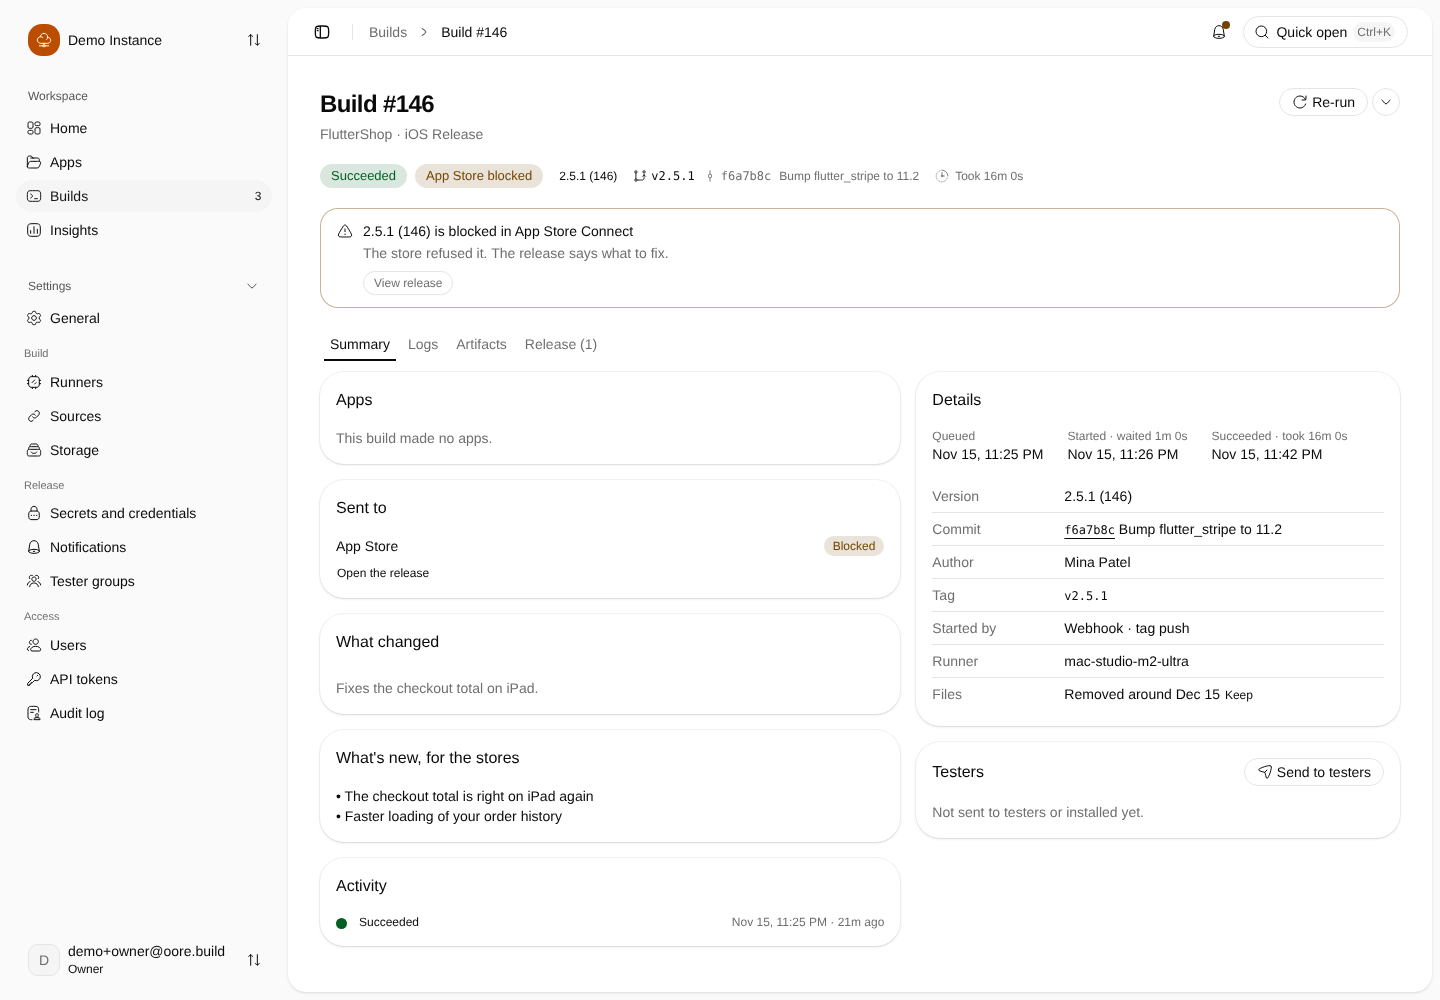 Demo Instance
Workspace
Home
Apps
Builds 3
Insights
Settings
General
Build
Runners
Sources
Storage
Release
Secrets and credentials
Notifications
Tester groups
Access
Users
API tokens
Audit log
D
demo+owner@oore.build
Owner
Builds
Build #146
Quick open Ctrl+K
Build #146
Re-run
FlutterShop · iOS Release
Succeeded App Store blocked 2.5.1 (146) v2.5.1 f6a7b8c Bump flutter_stripe to 11.2 Took 16m 0s
2.5.1 (146) is blocked in App Store Connect
The store refused it. The release says what to fix.
View release
Summary Logs Artifacts Release (1)
Apps
This build made no apps.
Sent to
App Store Blocked
Open the release
What changed
Fixes the checkout total on iPad.
What's new, for the stores
• The checkout total is right on iPad again
• Faster loading of your order history
Activity
Succeeded Nov 15, 11:25 PM · 21m ago
Details
Queued Started · waited 1m 0s Succeeded · took 16m 0s
Nov 15, 11:25 PM Nov 15, 11:26 PM Nov 15, 11:42 PM
Version 2.5.1 (146)
Commit f6a7b8c Bump flutter_stripe to 11.2
Author Mina Patel
Tag v2.5.1
Started by Webhook · tag push
Runner mac-studio-m2-ultra
Files Removed around Dec 15 Keep
Testers Send to testers
Not sent to testers or installed yet.